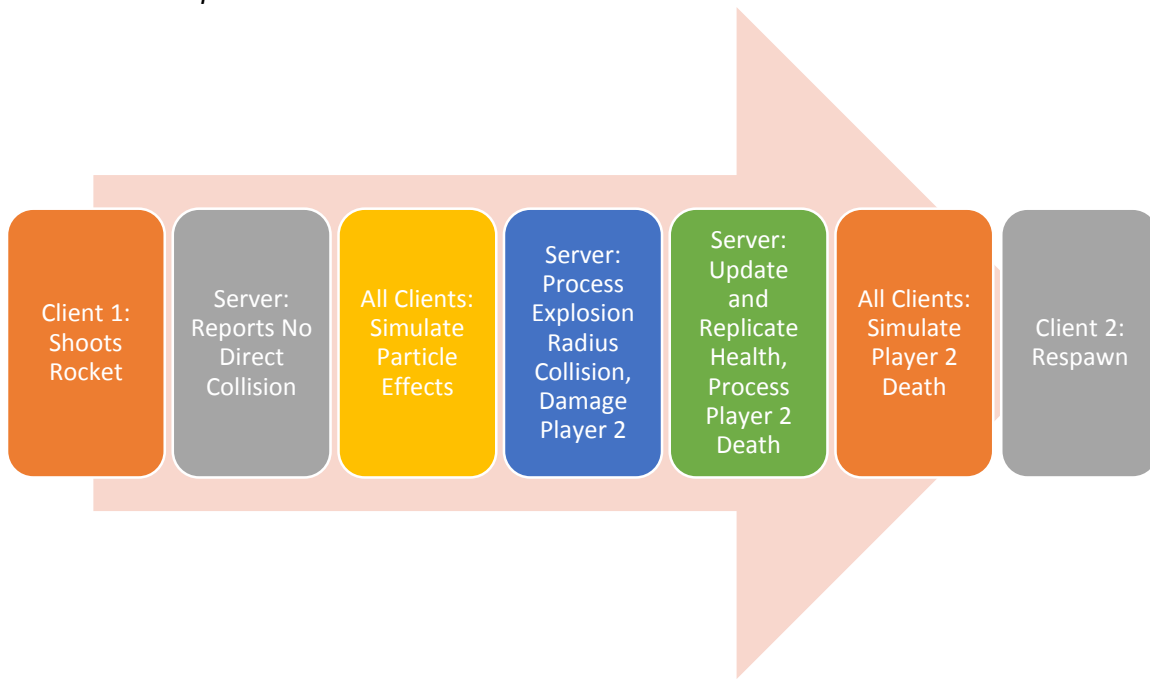 Client 1:
Shoots
Rocket
Server:
Reports No
Direct
Collision
All Clients:
Simulate
Particle
Effects
Server:
Process
Explosion
Radius
Collision,
Damage
Player 2
Server:
Update
and
Replicate
Health,
Process
Player 2
Death
All Clients:
Simulate
Player 2
Death
Client 2:
Respawn